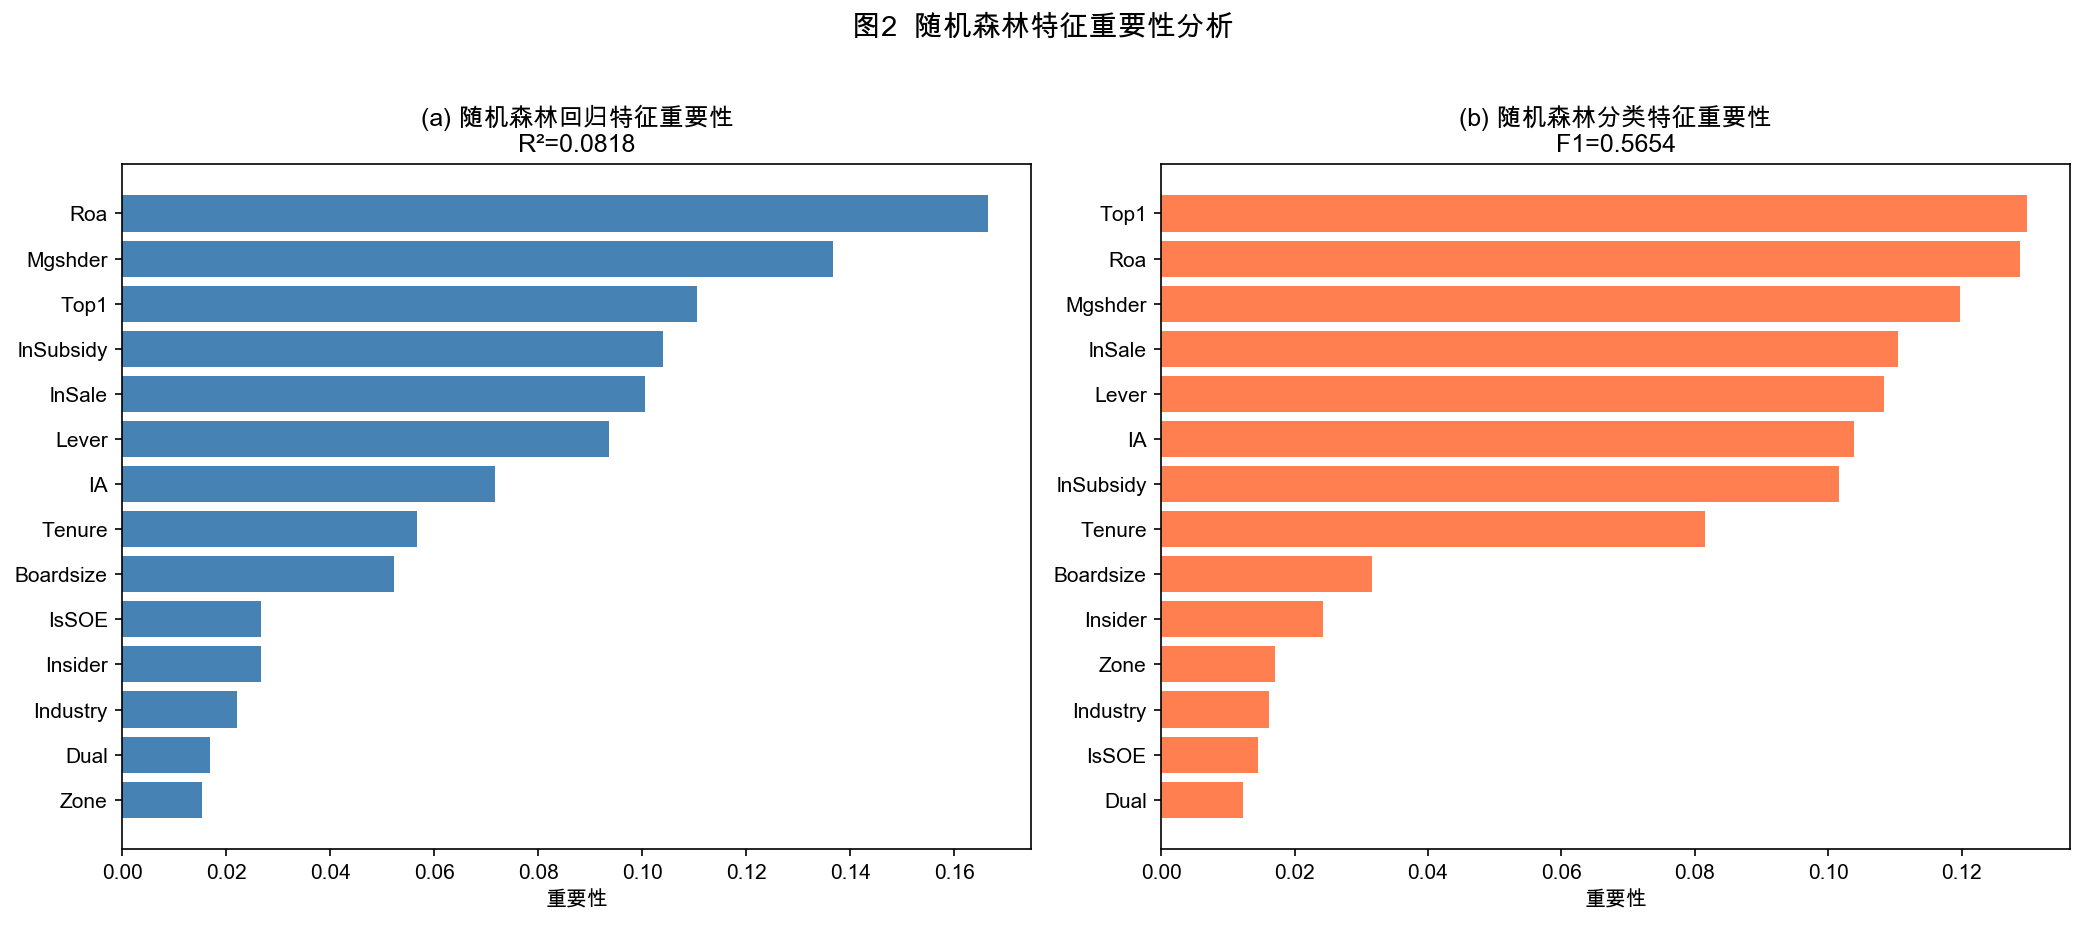 图2 随机森林特征重要性分析
(a) 随机森林回归特征重要性
R²=0.0818
Roa
Mgshder
Top1
lnSubsidy
lnSale
Lever
IA
Tenure
Boardsize
IsSOE
Insider
Industry
Dual
Zone
0.00 0.02 0.04 0.06 0.08 0.10 0.12 0.14 0.16
重要性
(b) 随机森林分类特征重要性
F1=0.5654
Top1
Roa
Mgshder
lnSale
Lever
IA
lnSubsidy
Tenure
Boardsize
Insider
Zone
Industry
IsSOE
Dual
0.00 0.02 0.04 0.06 0.08 0.10 0.12
重要性